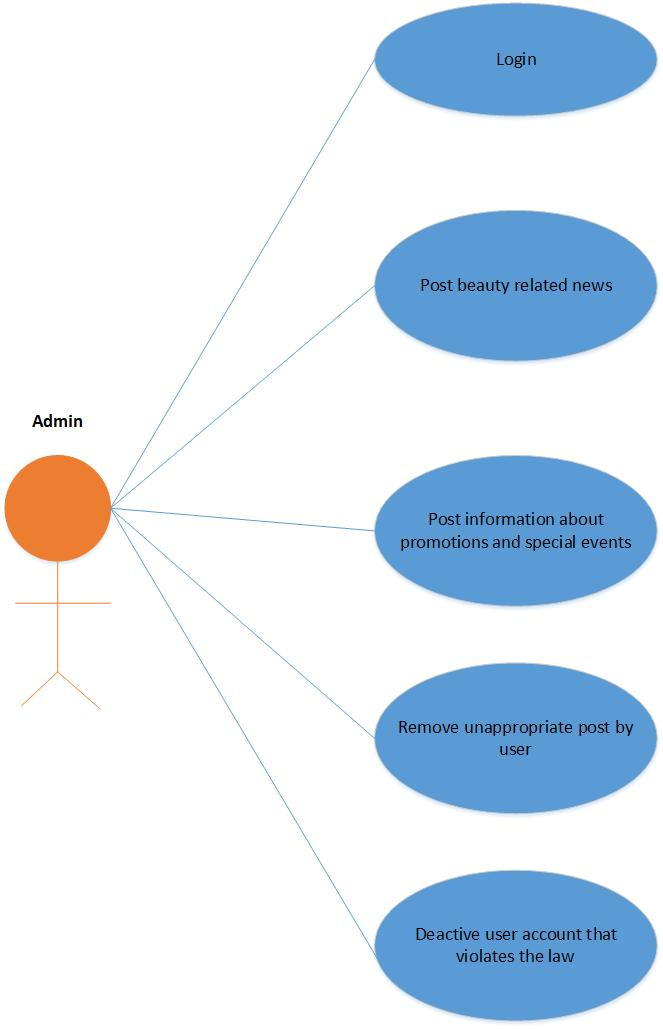 Login
Post beauty related news
Admin
Post information about
promotions and special events
Remove unappropriate post by
user
Deactive user account that
violates the law